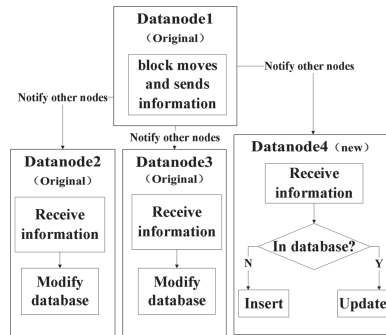 Datanode1
（Original）
block moves
and sends
information
Notify other nodes
Notify other nodes
Notify other nodes
Datanode2
（Original）
Receive
information
Modify
database
Datanode3
（Original）
Receive
information
Modify
database
Datanode4（new）
Receive
information
In database?
N
Y
Insert
Update